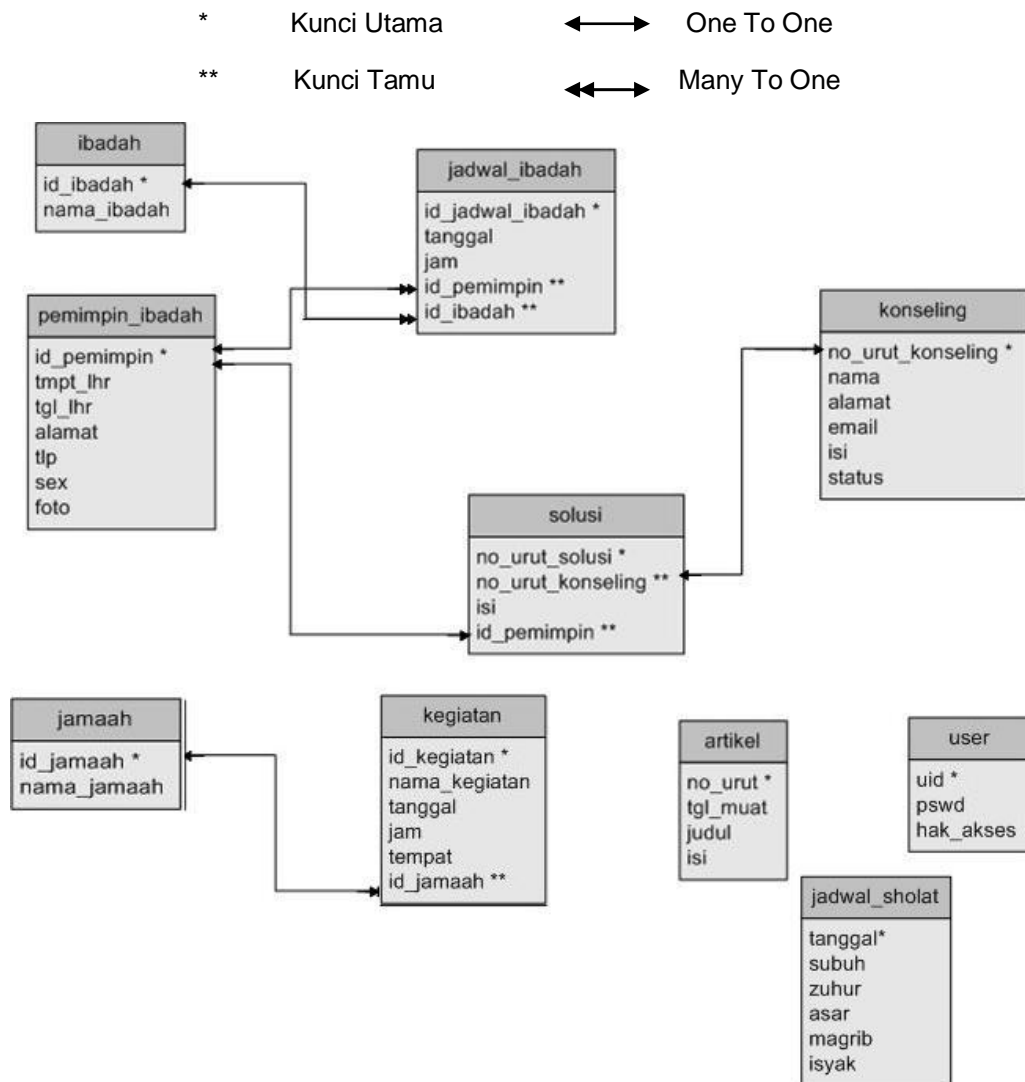 * Kunci Utama One To One
** Kunci Tamu Many To One
ibadah
id_ibadah *
nama_ibadah
jadwal_ibadah
id_jadwal_ibadah *
tanggal
jam
id_pemimpin **
id_ibadah **
pemimpin_ibadah
id_pemimpin *
tmpt_lhr
tgl_lhr
alamat
tlp
sex
foto
konseling
no_urut_konseling *
nama
alamat
email
isi
status
solusi
no_urut_solusi *
no_urut_konseling **
isi
id_pemimpin **
jamaah
id_jamaah *
nama_jamaah
kegiatan
id_kegiatan *
nama_kegiatan
tanggal
jam
tempat
id_jamaah **
artikel
no_urut *
tgl_muat
judul
isi
user
uid *
pswd
hak_akses
jadwal_sholat
tanggal*
subuh
zuhur
asar
magrib
isyak